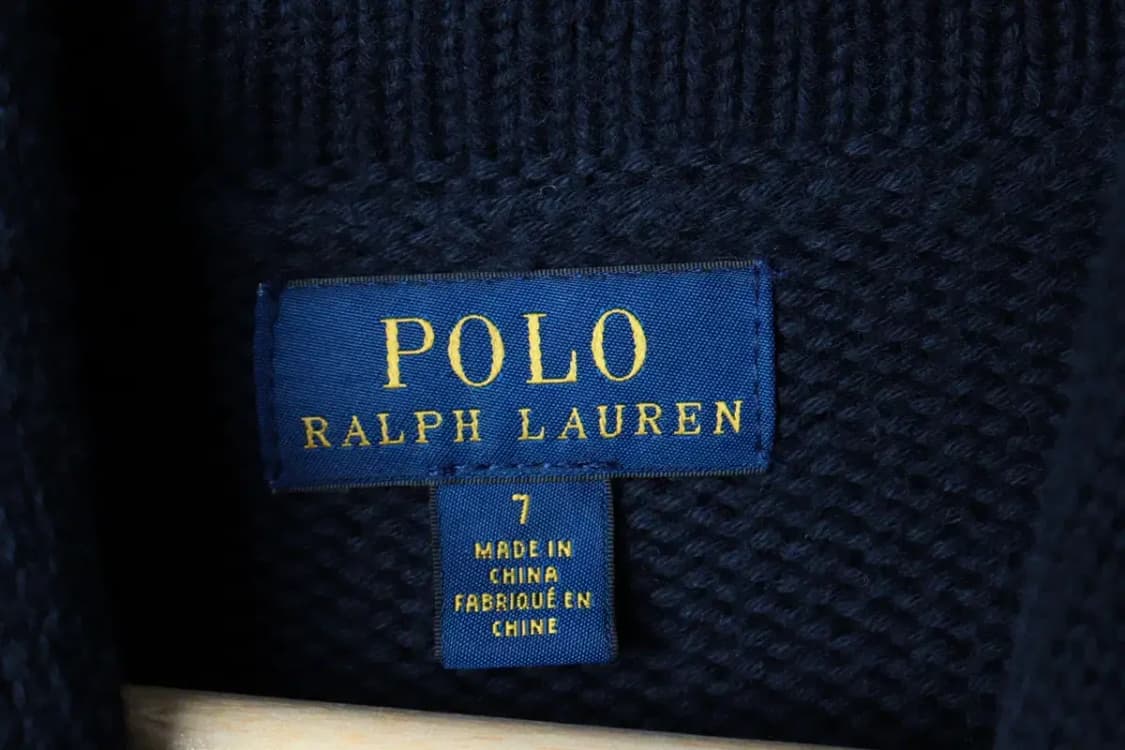 POLO
RALPH LAUREN
7
MADE IN
CHINA
FABRIQUÉ EN
CHINE